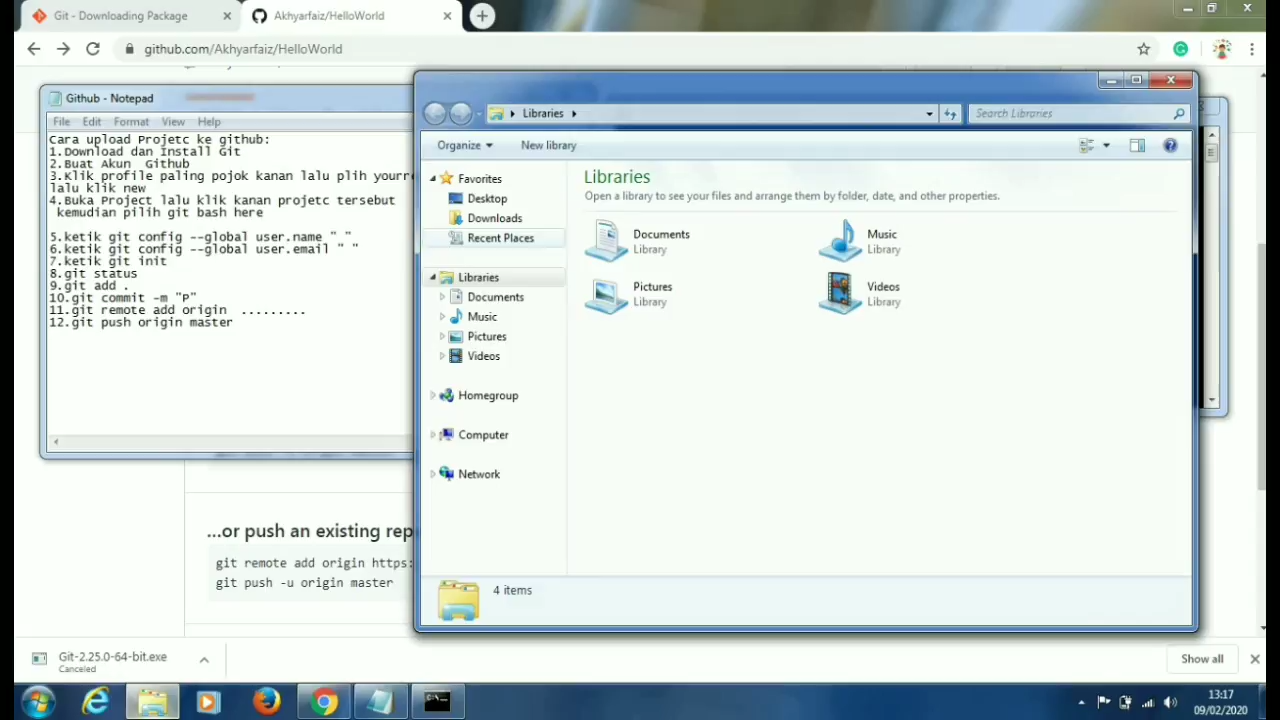 Git - Downloading Package
Akhyarfaiz/HelloWorld
github.com/Akhyarfaiz/HelloWorld
Github - Notepad
File Edit Format View Help
Cara upload Projetc ke github:
1.Download dan Install Git
2.Buat Akun Github
3.Klik profile paling pojok kanan lalu plih yourre
lalu klik new
4.Buka Project lalu klik kanan projetc tersebut
kemudian pilih git bash here
5.ketik git config --global user.name " "
6.ketik git config --global user.email " "
7.ketik git init
8.git status
9.git add .
10.git commit -m "P"
11.git remote add origin .........
12.git push origin master
Libraries
Search Libraries
Organize
New library
Favorites
Desktop
Downloads
Recent Places
Libraries
Documents
Music
Pictures
Videos
Homegroup
Computer
Network
Libraries
Open a library to see your files and arrange them by folder, date, and other properties.
Documents
Library
Music
Library
Pictures
Library
Videos
Library
4 items
...or push an existing rep
git remote add origin https:
git push -u origin master
Git-2.25.0-64-bit.exe
Canceled
Show all
13:17
09/02/2020